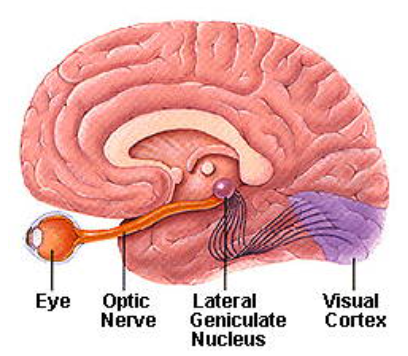 Eye
Optic
Nerve
Lateral
Geniculate
Nucleus
Visual
Cortex